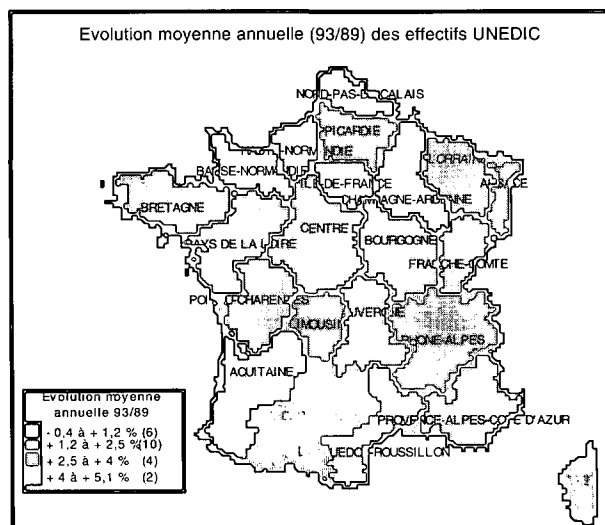 Evolution moyenne annuelle (93/89) des effectifs UNEDIC
NORD-PAS-DE-CALAIS
PICARDIE
BASSE-NORMANDIE
LORRAINE
ALSACE
ILE-DE-FRANCE
CHAMPAGNE-ARDENNE
BRETAGNE
PAYS DE LA LOIRE
CENTRE
BOURGOGNE
FRANCHE-COMTE
POITOU-CHARENTES
LIMOUSIN
AUVERGNE
RHONE-ALPES
AQUITAINE
PROVENCE-ALPES-COTE D'AZUR
ROUSSILLON
Evolution moyenne
annuelle 93/89
- 0,4 à + 1,2 % (6)
+ 1,2 à + 2,5 % (10)
+ 2,5 à + 4 % (4)
+ 4 à + 5,1 % (2)